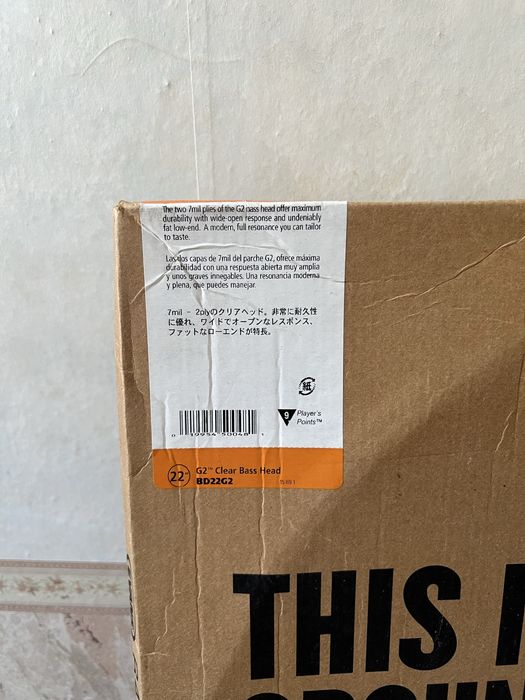 The two 7mil plies of the G2 nass head offer maximum
durability with wide-open response and undeniably
fat low-end. A modern, full resonance you can tailor
to taste.
Las dos capas de 7mil del parche G2, ofrece máxima
durabilidad con una respuesta abierta muy amplia
y unos graves innegables. Una resonancia moderna
y plena, que puedes manejar.
7mil - 2plyのクリアヘッド。非常に耐久性
に優れ、ワイドでオープンなレスポンス、
ファットなローエンドが特長。
紙
9 Player's
Points™
0 19954 50048 1
22" G2™ Clear Bass Head
BD22G2
THIS